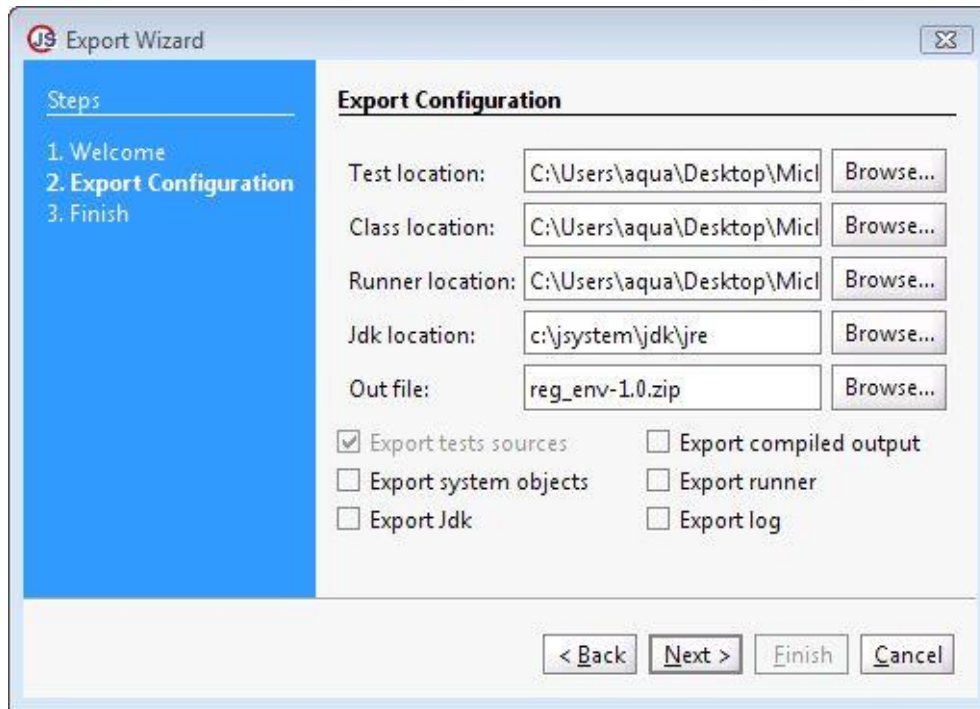 JS Export Wizard
Steps
1. Welcome
2. Export Configuration
3. Finish
Export Configuration
Test location: C:\Users\aqua\Desktop\Micl Browse...
Class location: C:\Users\aqua\Desktop\Micl Browse...
Runner location: C:\Users\aqua\Desktop\Micl Browse...
Jdk location: c:\jsystem\jdk\jre Browse...
Out file: reg_env-1.0.zip Browse...
Export tests sources Export compiled output
Export system objects Export runner
Export Jdk Export log
< Back Next > Finish Cancel